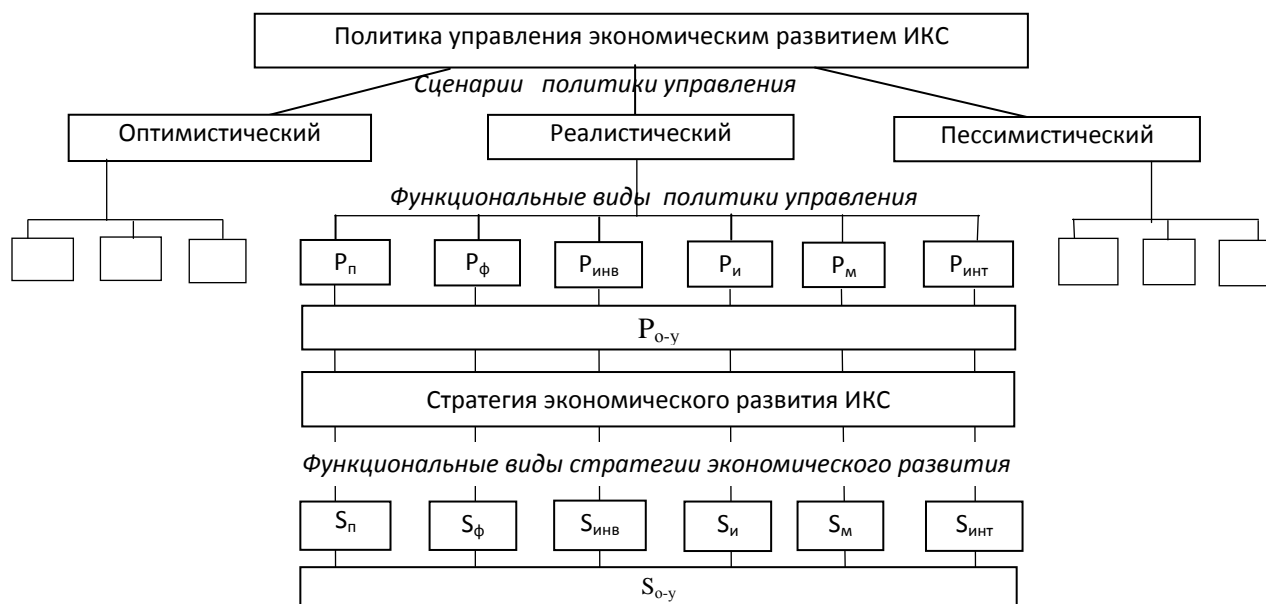 Политика управления экономическим развитием ИКС
Сценарии политики управления
Оптимистический Реалистический Пессимистический
Функциональные виды политики управления
Pп Pф Pинв Pи Pм Pинт
Pо-у
Стратегия экономического развития ИКС
Функциональные виды стратегии экономического развития
Sп Sф Sинв Sи Sм Sинт
Sо-у